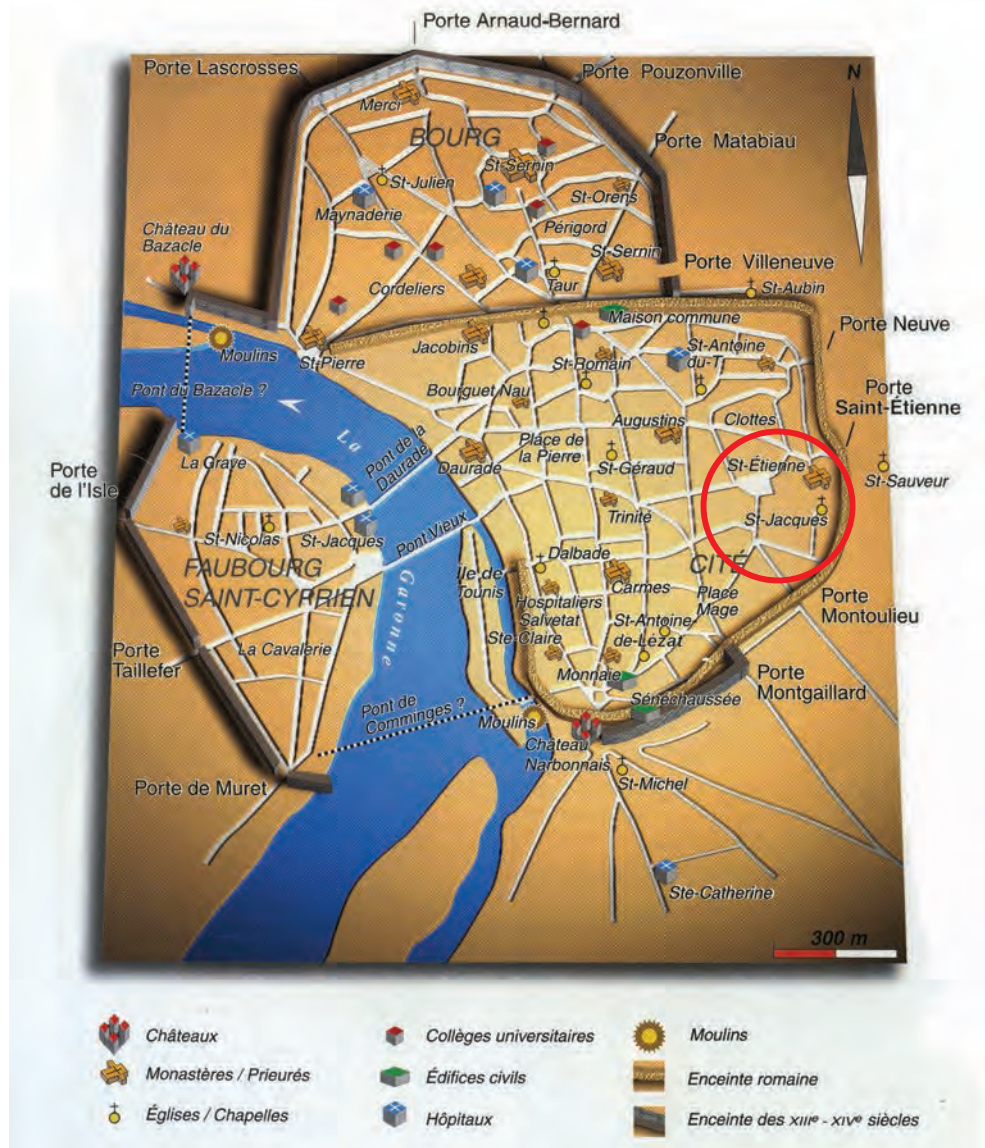 Porte Arnaud-Bernard
Porte Lascrosses
Porte Pouzonville
N
Merci
BOURG
Porte Matabiau
St-Sernin
St-Julien
St-Orens
Maynaderie
Périgord
Château du
Bazacle
St-Sernin
Porte Villeneuve
Cordeliers
Taur
St-Aubin
Maison commune
Porte Neuve
Moulins
St-Pierre
Jacobins
St-Romain
St-Antoine
du-T.
Pont du Bazacle ?
Bourguet Nau
Porte
Saint-Étienne
Augustins
Clottes
La
Pont de la
Daurade
Place de
la Pierre
La Grave
Daurade
St-Géraud
St-Étienne
St-Sauveur
Porte
de l'Isle
Trinité
St-Jacques
St-Nicolas
St-Jacques
Pont Vieux
Dalbade
CITÉ
FAUBOURG
SAINT-CYPRIEN
Garonne
Ile de
Tounis
Carmes
Hospitaliers
Place
Mage
Porte
Montoulieu
Salvetat
St-Antoine-
de-Lézat
Ste-Claire
Porte
Taillefer
La Cavalerie
Monnaie
Porte
Montgaillard
Sénéchaussée
Pont de
Comminges ?
Moulins
Château
Narbonnais
Porte de Muret
St-Michel
Ste-Catherine
300 m
Châteaux
Collèges universitaires
Moulins
Monastères / Prieurés
Édifices civils
Enceinte romaine
Églises / Chapelles
Hôpitaux
Enceinte des XIIIe - XIVe siècles